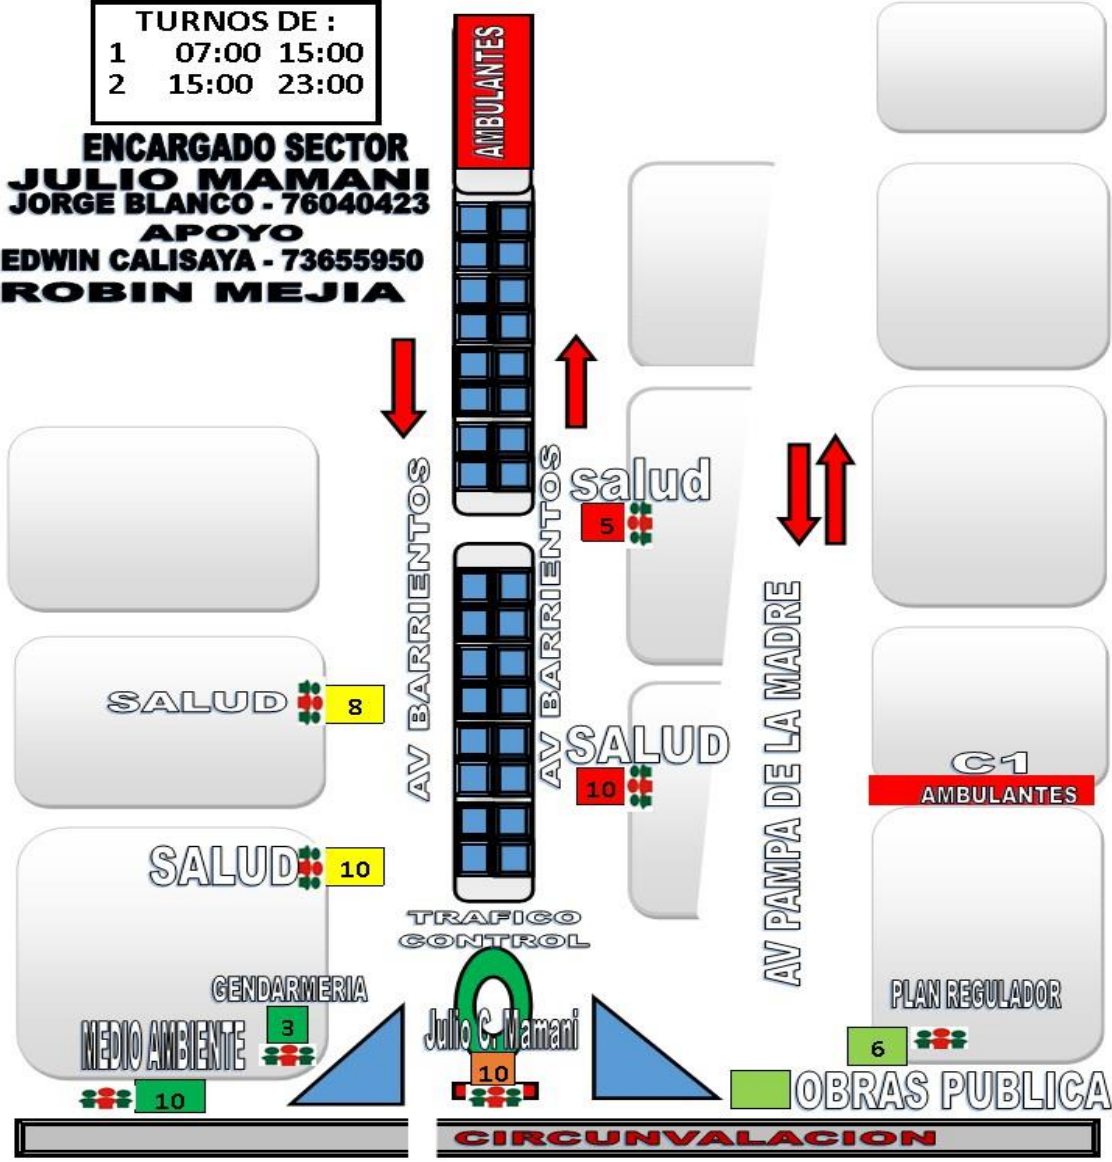 TURNOS DE :
1 07:00 15:00
2 15:00 23:00
ENCARGADO SECTOR
JULIO MAMANI
JORGE BLANCO - 76040423
APOYO
EDWIN CALISAYA - 73655950
ROBIN MEJIA
AMBULANTES
AV BARRIENTOS
AV BARRIENTOS
salud
5
SALUD
8
SALUD
10
SALUD
10
AV PAMPA DE LA MADRE
C1
AMBULANTES
TRAFICO
CONTROL
Julio C. Mamani
10
GENDARMERIA
3
MEDIO AMBIENTE
10
PLAN REGULADOR
6
OBRAS PUBLICA
CIRCUNVALACION